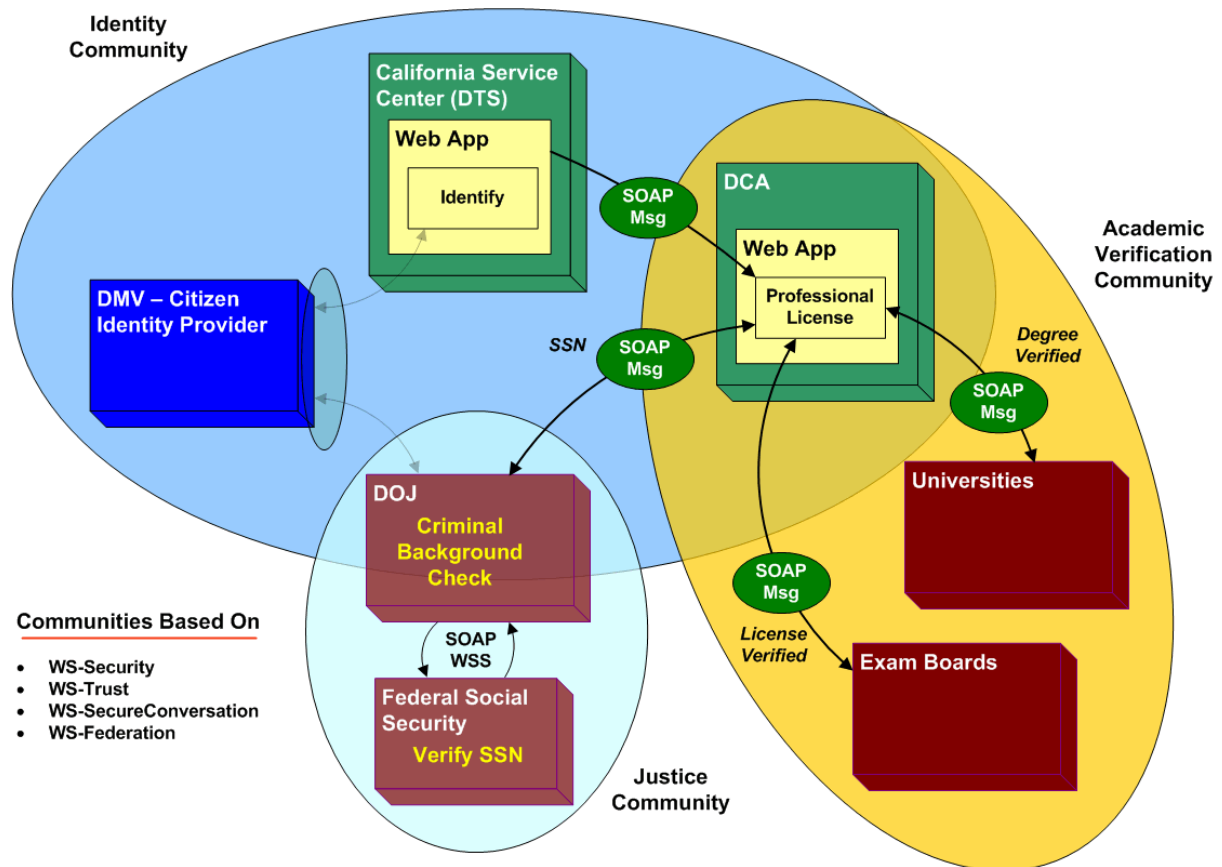 Identity
Community
California Service
Center (DTS)
Web App
Identify
SOAP
Msg
DCA
Web App
Professional
License
Academic
Verification
Community
DMV – Citizen
Identity Provider
SSN
SOAP
Msg
Degree
Verified
SOAP
Msg
DOJ
Criminal
Background
Check
Universities
SOAP
Msg
License
Verified
Exam Boards
SOAP
WSS
Federal Social
Security
Verify SSN
Justice
Community
Communities Based On
• WS-Security
• WS-Trust
• WS-SecureConversation
• WS-Federation